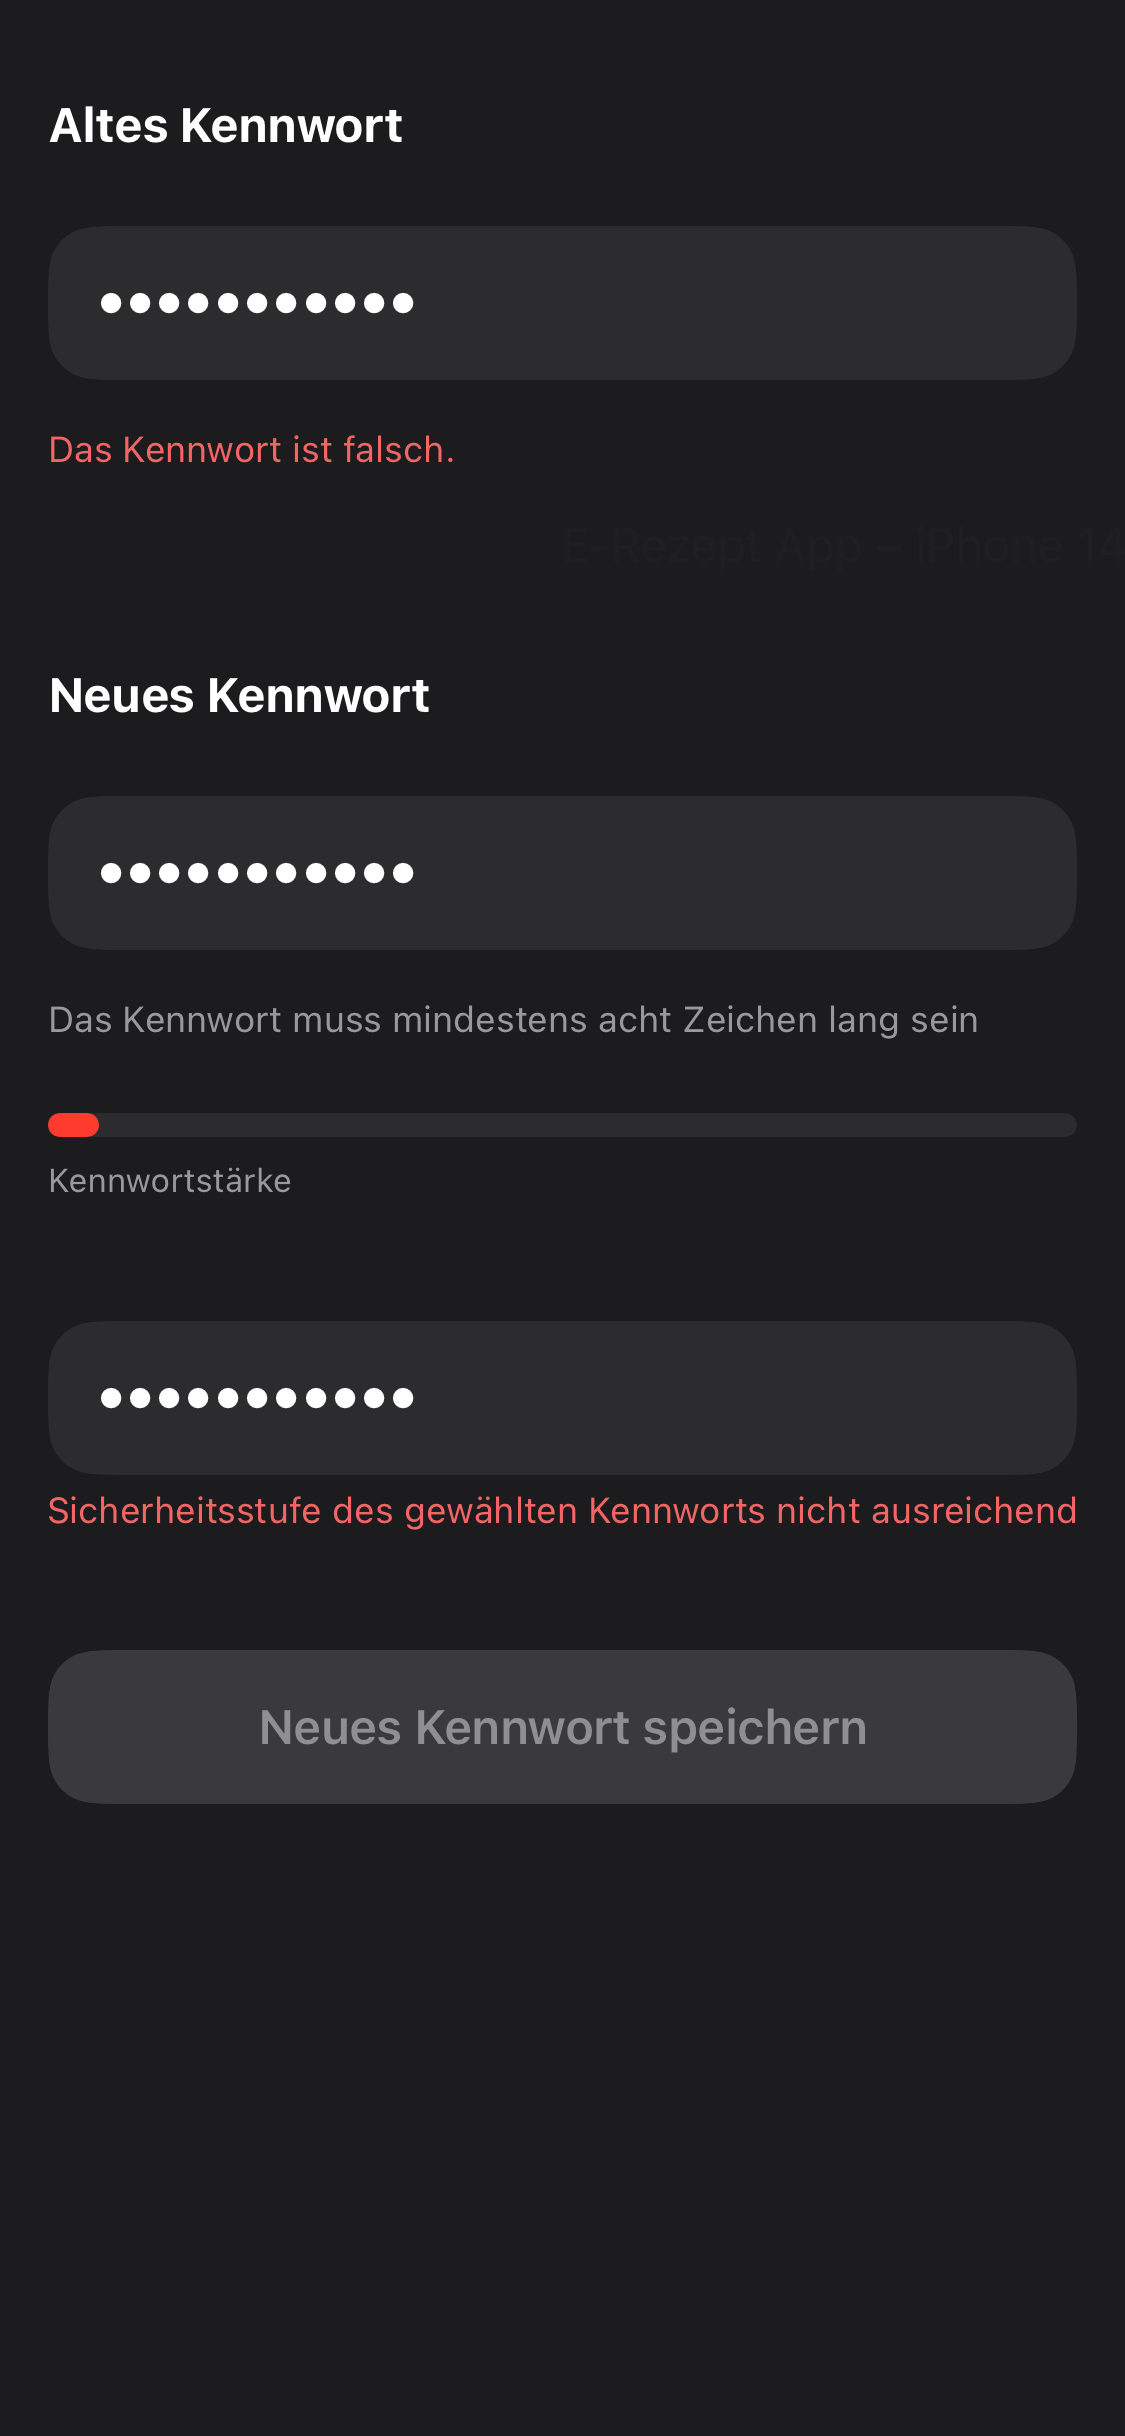 Altes Kennwort
•••••••••••
Das Kennwort ist falsch.
E-Rezept App – iPhone 14
Neues Kennwort
•••••••••••
Das Kennwort muss mindestens acht Zeichen lang sein
Kennwortstärke
•••••••••••
Sicherheitsstufe des gewählten Kennworts nicht ausreichend
Neues Kennwort speichern